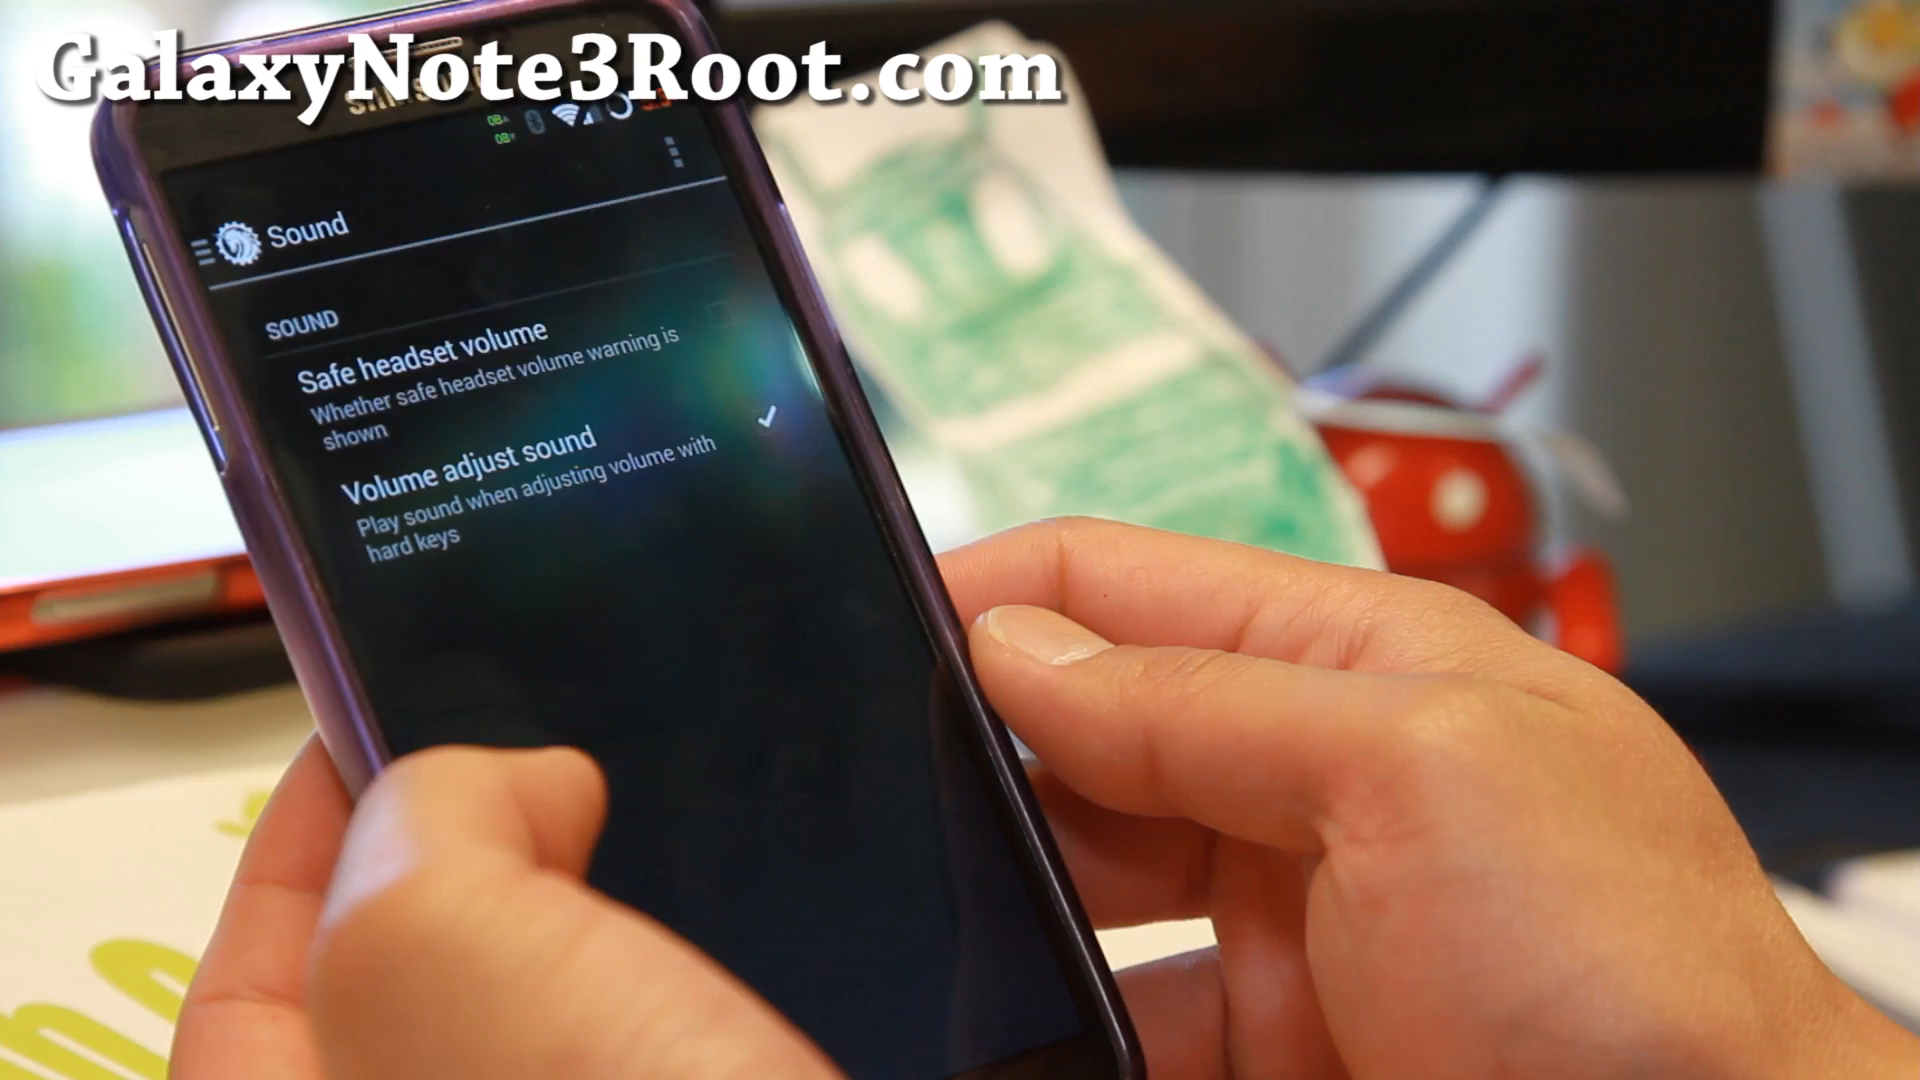 GalaxyNote3Root.com
SAMSUNG
Sound
SOUND
Safe headset volume
Whether safe headset volume warning is
shown
Volume adjust sound
Play sound when adjusting volume with
hard keys